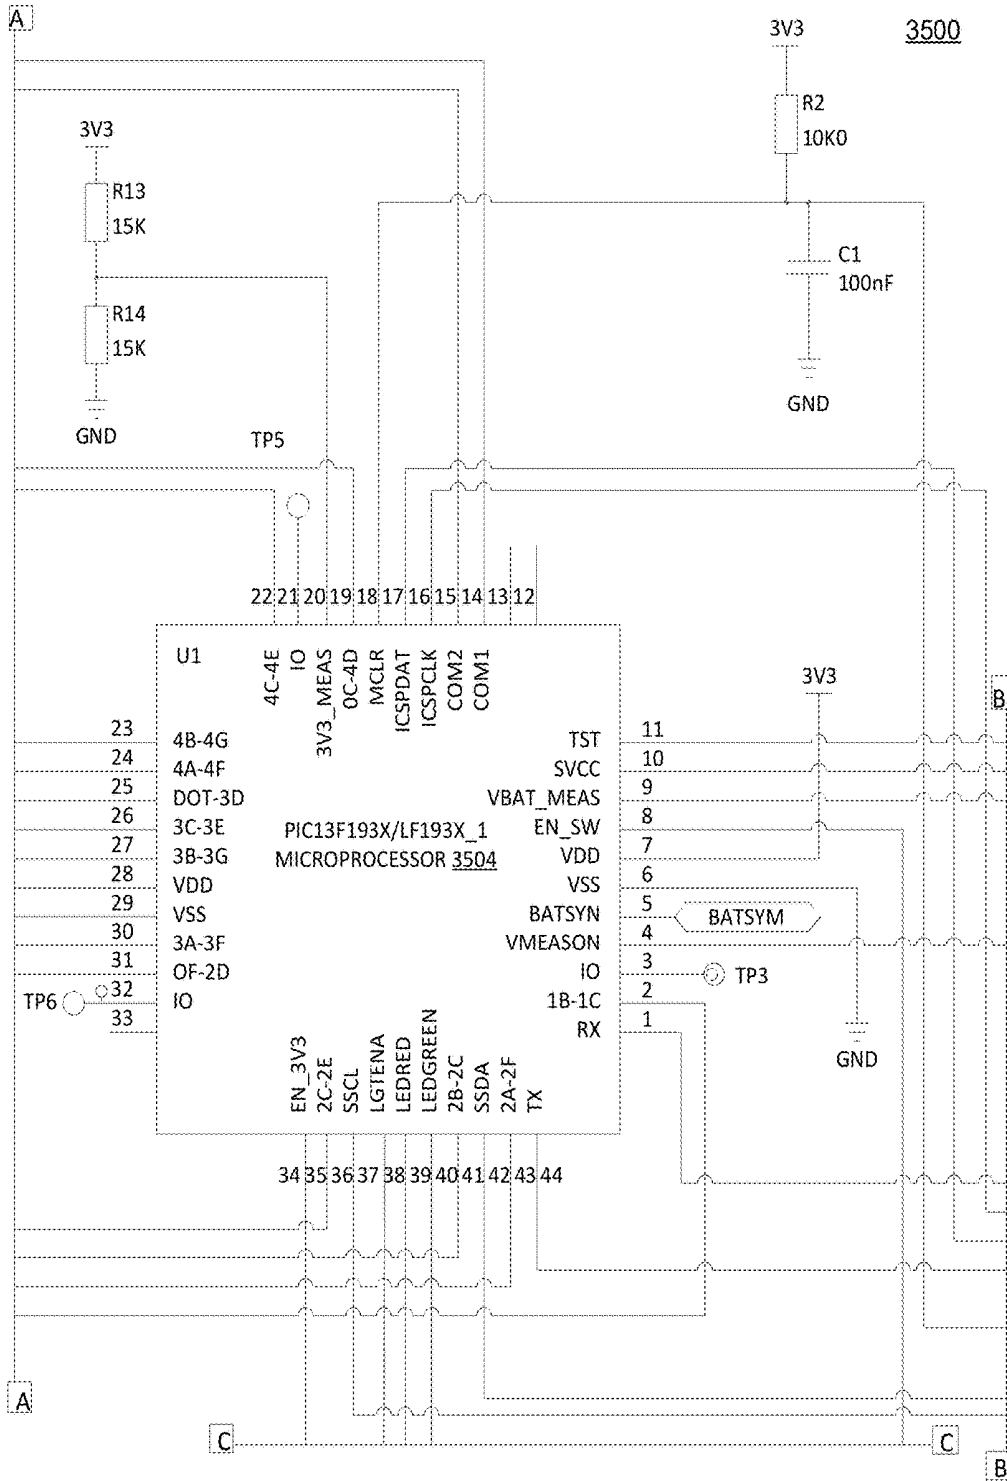 A
3500
3V3
R2
10K0
3V3
R13
15K
C1
100nF
R14
15K
GND
GND
TP5
22 21 20 19 18 17 16 15 14 13 12
U1
4C-4E
IO
3V3_MEAS
0C-4D
MCLR
ICSPDAT
ICSPCLK
COM2
COM1
3V3
B
23 4B-4G
24 4A-4F
25 DOT-3D
26 3C-3E
27 3B-3G
28 VDD
29 VSS
30 3A-3F
31 OF-2D
TP6 32 IO
33
PIC13F193X/LF193X_1
MICROPROCESSOR 3504
TST 11
SVCC 10
VBAT_MEAS 9
EN_SW 8
VDD 7
VSS 6
BATSYN 5 BATSYM
VMEASON 4
IO 3 TP3
1B-1C 2
RX 1
GND
EN_3V3
2C-2E
SSCL
LGTENA
LEDRED
LEDGREEN
2B-2C
SSDA
2A-2F
TX
34 35 36 37 38 39 40 41 42 43 44
A
C
C
B